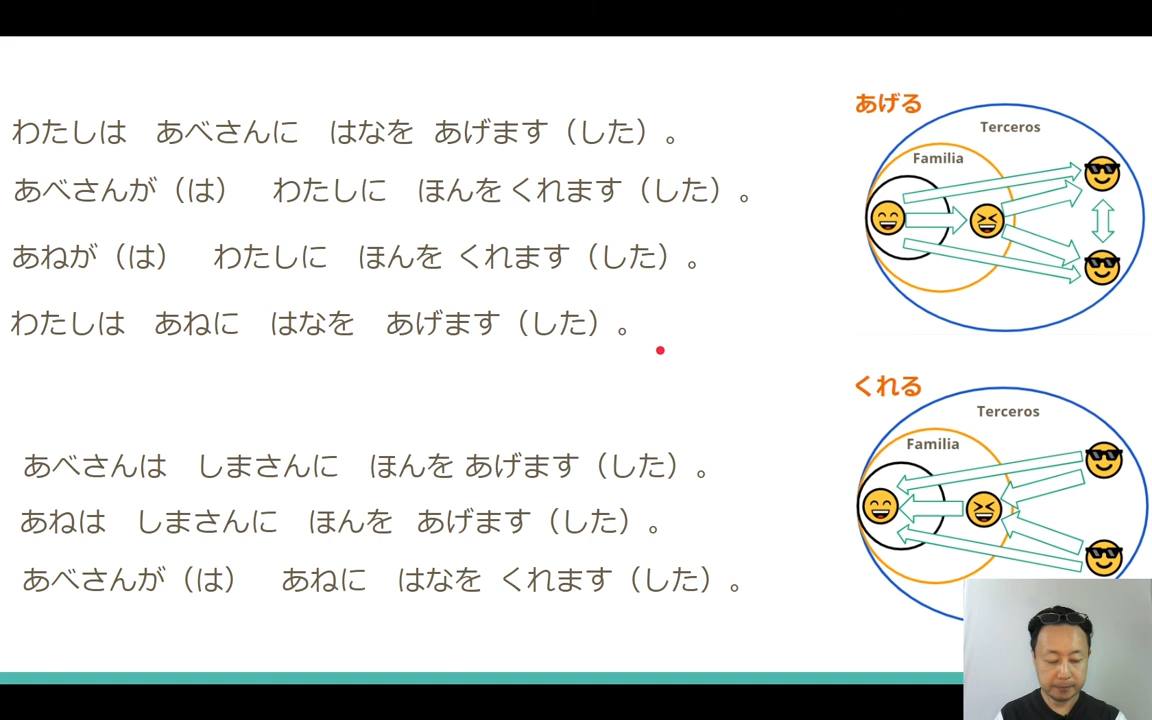 わたしは　あべさんに　はなを　あげます（した）。
あべさんが（は）　わたしに　ほんを くれます（した）。
あねが（は）　わたしに　ほんを くれます（した）。
わたしは　あねに　はなを　あげます（した）。
あべさんは　しまさんに　ほんを あげます（した）。
あねは　しまさんに　ほんを　あげます（した）。
あべさんが（は）　あねに　はなを　くれます（した）。
あげる
Terceros
Familia
くれる
Terceros
Familia